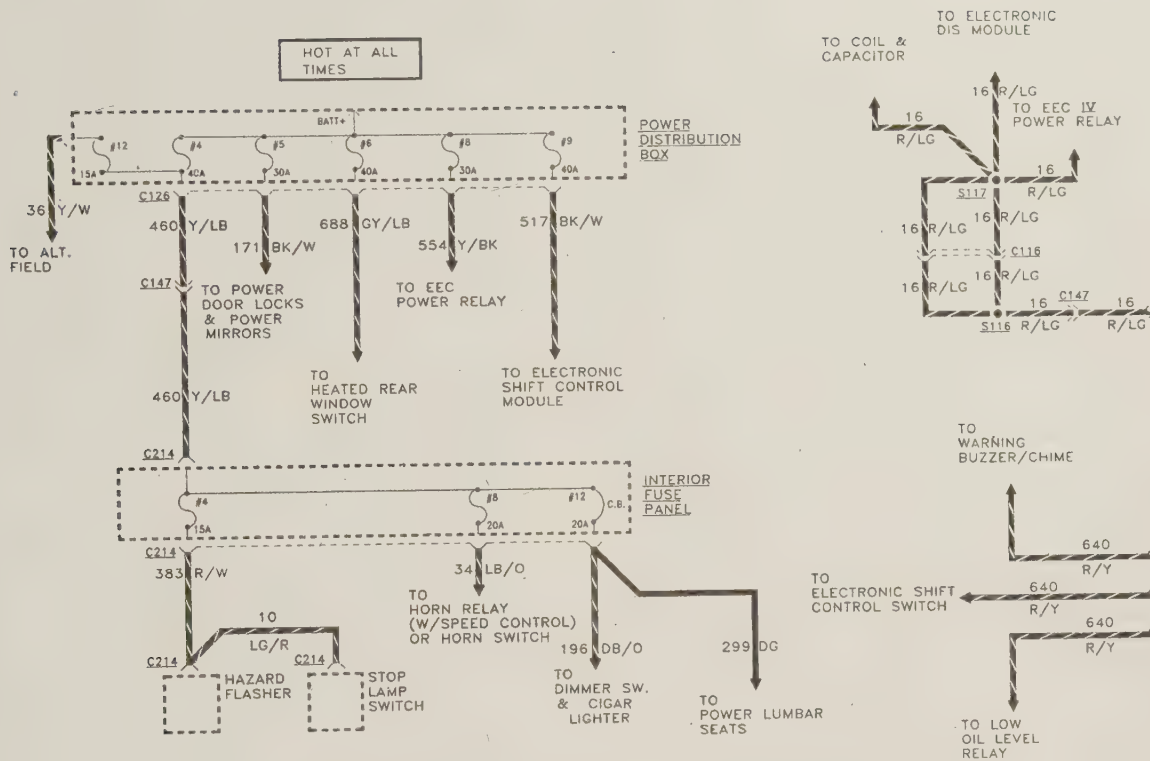 HOT AT ALL
TIMES
BATT+
#12
#4
#5
#6
#8
#9
15A
40A
30A
40A
30A
40A
POWER
DISTRIBUTION
BOX
C126
36 Y/W
TO ALT.
FIELD
460 Y/LB
171 BK/W
688 GY/LB
554 Y/BK
517 BK/W
C147
TO POWER
DOOR LOCKS
& POWER
MIRRORS
TO EEC
POWER RELAY
TO
HEATED REAR
WINDOW
SWITCH
TO ELECTRONIC
SHIFT CONTROL
MODULE
460 Y/LB
C214
#4
#8
#12
C.B.
15A
20A
20A
INTERIOR
FUSE
PANEL
C214
383 R/W
34 LB/O
TO
HORN RELAY
(W/SPEED CONTROL)
OR HORN SWITCH
10
LG/R
C214
C214
HAZARD
FLASHER
STOP
LAMP
SWITCH
196 DB/O
299 DG
TO
DIMMER SW.
& CIGAR
LIGHTER
TO
POWER LUMBAR
SEATS
TO ELECTRONIC
DIS MODULE
TO COIL &
CAPACITOR
16 R/LG
TO EEC IV
POWER RELAY
16
R/LG
16
R/LG
S117
16 R/LG
16 R/LG
C116
16 R/LG
16 R/LG
S116
16
R/LG
C147
16
R/LG
TO
WARNING
BUZZER/CHIME
640
R/Y
TO
ELECTRONIC SHIFT
CONTROL SWITCH
640
R/Y
640
R/Y
TO LOW
OIL LEVEL
RELAY